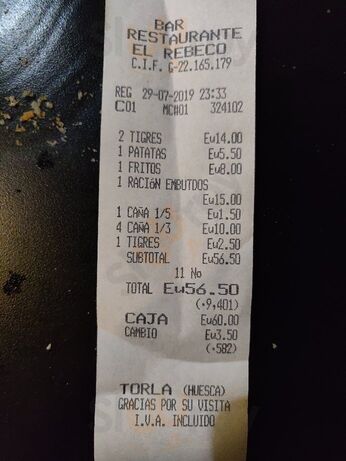 BAR
RESTAURANTE
EL REBECO
C.I.F. G-22.165.179
REG 29-07-2019 23:33
C01 MC#01 324102
2 TIGRES Eu14.00
1 PATATAS Eu5.50
1 FRITOS Eu8.00
1 RACIÓN EMBUTDOS
Eu15.00
1 CAÑA 1/5 Eu1.50
4 CAÑA 1/3 Eu10.00
1 TIGRES Eu2.50
SUBTOTAL Eu56.50
11 No
TOTAL Eu56.50
(·9,401)
CAJA Eu60.00
CAMBIO Eu3.50
(·582)
TORLA (HUESCA)
GRACIAS POR SU VISITA
I.V.A. INCLUIDO